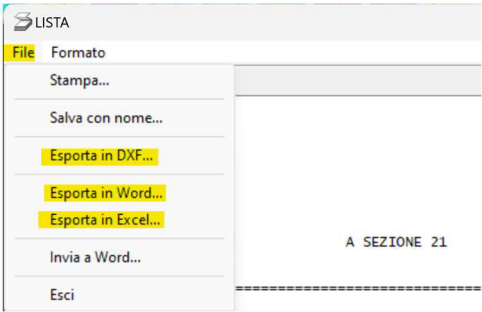 LISTA
File Formato
Stampa...
Salva con nome...
Esporta in DXF...
Esporta in Word...
Esporta in Excel...
A SEZIONE 21
Invia a Word...
Esci
==============================